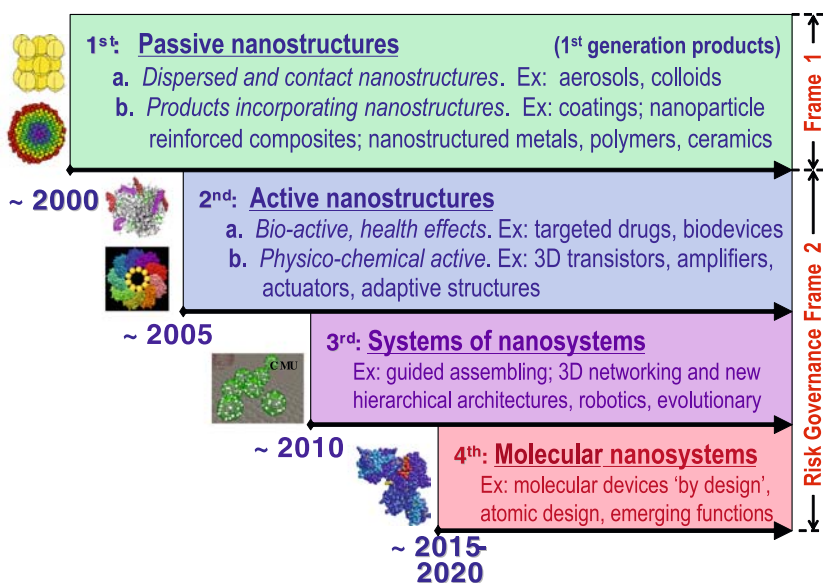 1st: Passive nanostructures (1st generation products)
a. Dispersed and contact nanostructures. Ex: aerosols, colloids
b. Products incorporating nanostructures. Ex: coatings; nanoparticle
reinforced composites; nanostructured metals, polymers, ceramics
Frame 1
~ 2000
2nd: Active nanostructures
a. Bio-active, health effects. Ex: targeted drugs, biodevices
b. Physico-chemical active. Ex: 3D transistors, amplifiers,
actuators, adaptive structures
~ 2005
CMU
3rd: Systems of nanosystems
Ex: guided assembling; 3D networking and new
hierarchical architectures, robotics, evolutionary
~ 2010
4th: Molecular nanosystems
Ex: molecular devices ‘by design’,
atomic design, emerging functions
~ 2015-
2020
Risk Governance Frame 2